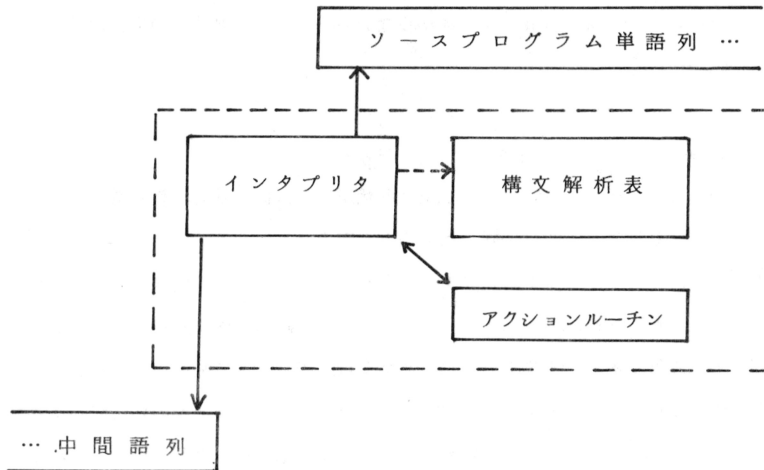 ソースプログラム単語列 …
インタプリタ
構文解析表
アクションルーチン
… 中間語列